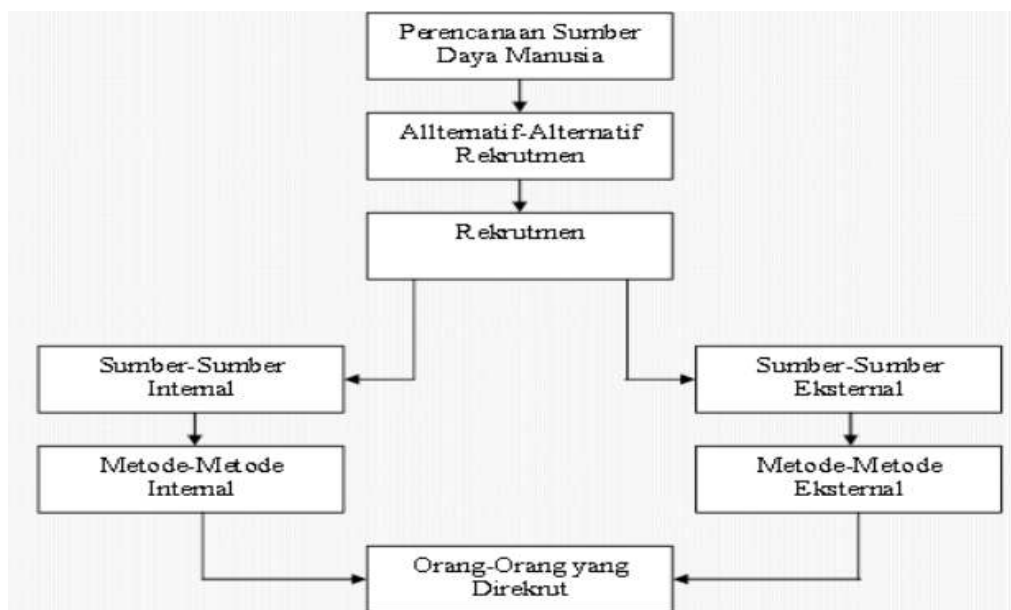 Perencanaan Sumber
Daya Manusia
Allternatif-Alternatif
Rekrutmen
Rekrutmen
Sumber-Sumber
Internal
Sumber-Sumber
Eksternal
Metode-Metode
Internal
Metode-Metode
Eksternal
Orang-Orang yang
Direkrut